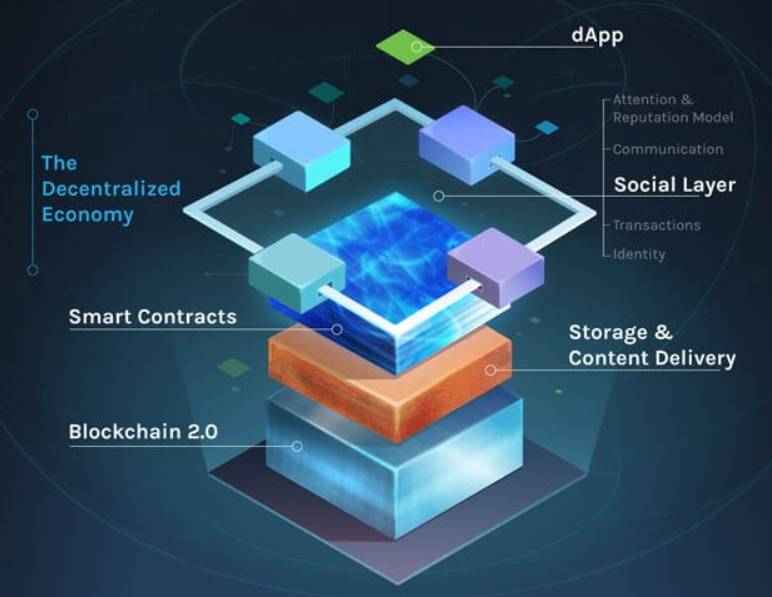 dApp
Attention &
Reputation Model
Communication
The
Decentralized
Economy
Social Layer
Transactions
Identity
Smart Contracts
Storage &
Content Delivery
Blockchain 2.0